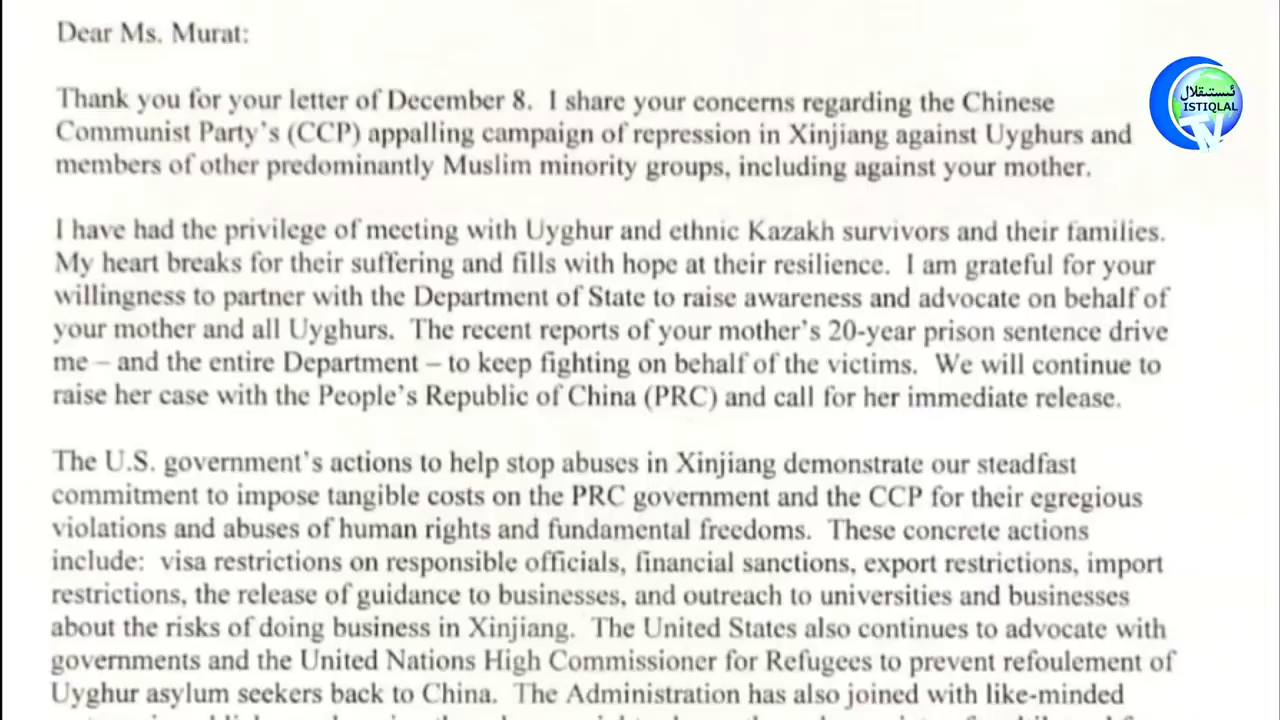 Dear Ms. Murat:
Thank you for your letter of December 8. I share your concerns regarding the Chinese
Communist Party's (CCP) appalling campaign of repression in Xinjiang against Uyghurs and
members of other predominantly Muslim minority groups, including against your mother.
I have had the privilege of meeting with Uyghur and ethnic Kazakh survivors and their families.
My heart breaks for their suffering and fills with hope at their resilience. I am grateful for your
willingness to partner with the Department of State to raise awareness and advocate on behalf of
your mother and all Uyghurs. The recent reports of your mother's 20-year prison sentence drive
me – and the entire Department – to keep fighting on behalf of the victims. We will continue to
raise her case with the People's Republic of China (PRC) and call for her immediate release.
The U.S. government's actions to help stop abuses in Xinjiang demonstrate our steadfast
commitment to impose tangible costs on the PRC government and the CCP for their egregious
violations and abuses of human rights and fundamental freedoms. These concrete actions
include: visa restrictions on responsible officials, financial sanctions, export restrictions, import
restrictions, the release of guidance to businesses, and outreach to universities and businesses
about the risks of doing business in Xinjiang. The United States also continues to advocate with
governments and the United Nations High Commissioner for Refugees to prevent refoulement of
Uyghur asylum seekers back to China. The Administration has also joined with like-minded
ئىستىقلال
ISTIQLAL
TV